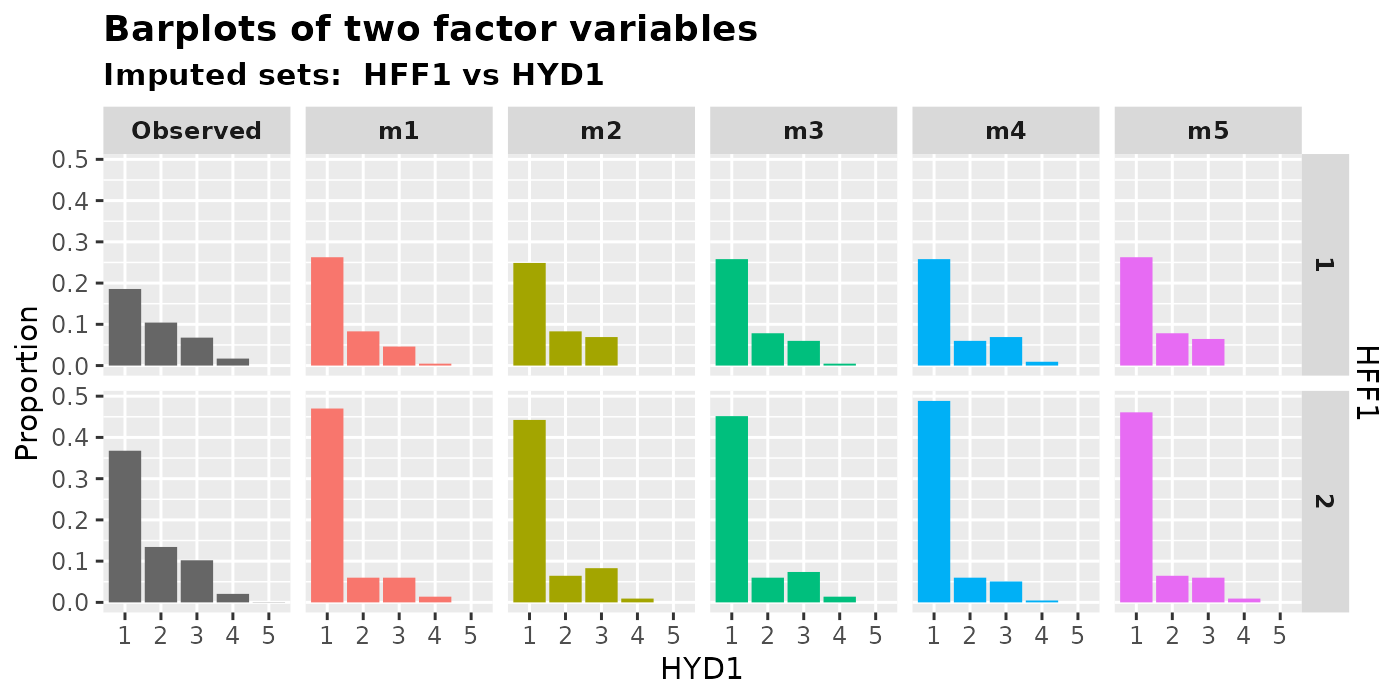 Barplots of two factor variables
Imputed sets:  HFF1 vs HYD1
Observed m1 m2 m3 m4 m5
0.5
0.4
0.3
0.2
0.1
0.0
1
0.5
0.4
0.3
0.2
0.1
0.0
2
Proportion
HFF1
1 2 3 4 5 1 2 3 4 5 1 2 3 4 5 1 2 3 4 5 1 2 3 4 5 1 2 3 4 5
HYD1